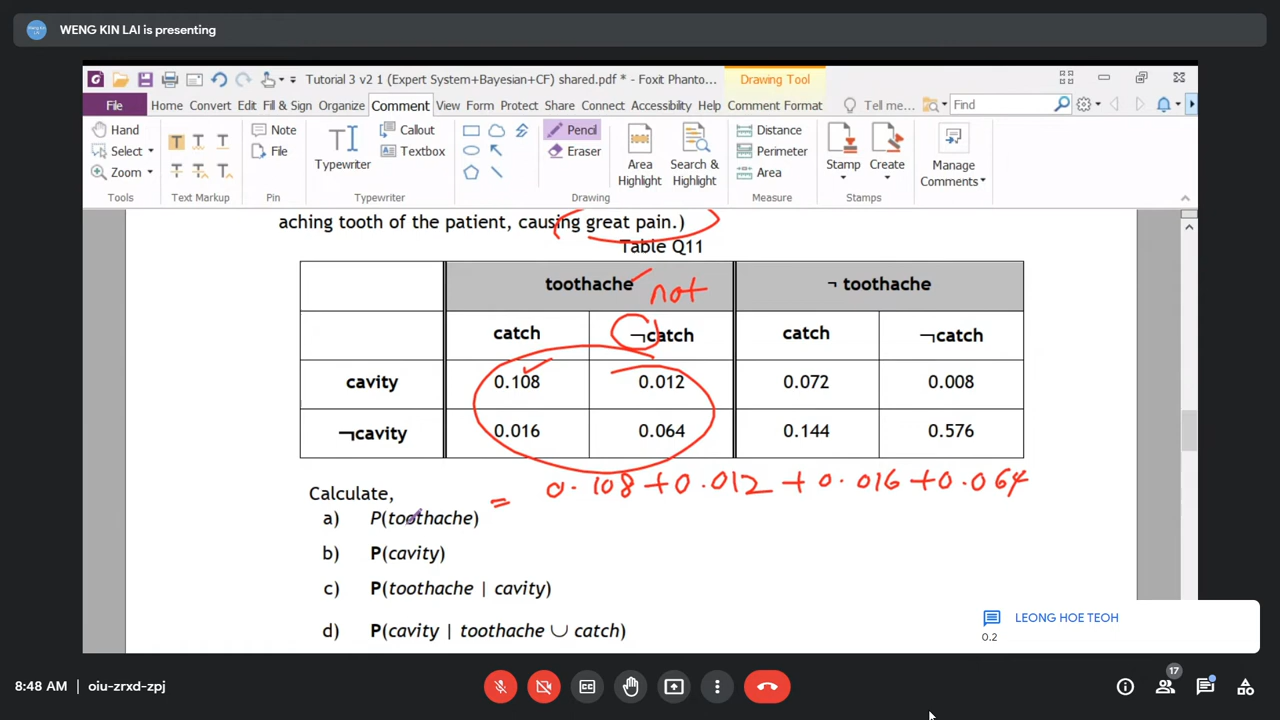 WENG KIN LAI is presenting
Tutorial 3 v2 1 (Expert System+Bayesian+CF) shared.pdf * - Foxit Phanto... Drawing Tool
File Home Convert Edit Fill & Sign Organize Comment View Form Protect Share Connect Accessibility Help Comment Format Tell me... Find
Hand
Select
Zoom
Tools
Text Markup
Note
File
Pin
Typewriter
Callout
Textbox
Typewriter
Pencil
Eraser
Area Highlight
Search & Highlight
Drawing
Distance
Perimeter
Area
Measure
Stamp
Create
Stamps
Manage Comments
aching tooth of the patient, causing great pain.)
Table Q11
toothache not ¬ toothache
catch ¬catch catch ¬catch
cavity 0.108 0.012 0.072 0.008
¬cavity 0.016 0.064 0.144 0.576
= 0.108+0.012+0.016+0.064
Calculate,
a) P(toothache)
b) P(cavity)
c) P(toothache | cavity)
d) P(cavity | toothache ∪ catch)
LEONG HOE TEOH
0.2
8:48 AM | oiu-zrxd-zpj
17